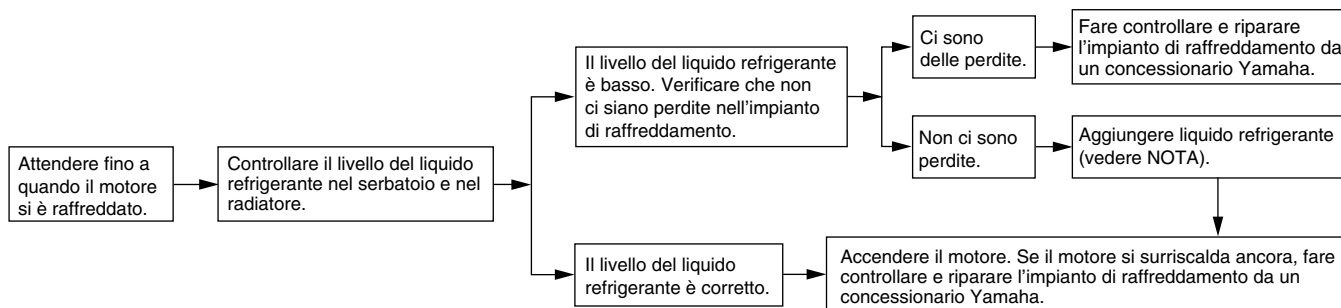 Attendere fino a
quando il motore
si è raffreddato.
Controllare il livello del liquido
refrigerante nel serbatoio e nel
radiatore.
Il livello del liquido refrigerante
è basso. Verificare che non
ci siano perdite nell'impianto
di raffreddamento.
Ci sono
delle perdite.
Fare controllare e riparare
l'impianto di raffreddamento da
un concessionario Yamaha.
Non ci sono
perdite.
Aggiungere liquido refrigerante
(vedere NOTA).
Il livello del liquido
refrigerante è corretto.
Accendere il motore. Se il motore si surriscalda ancora, fare
controllare e riparare l'impianto di raffreddamento da un
concessionario Yamaha.